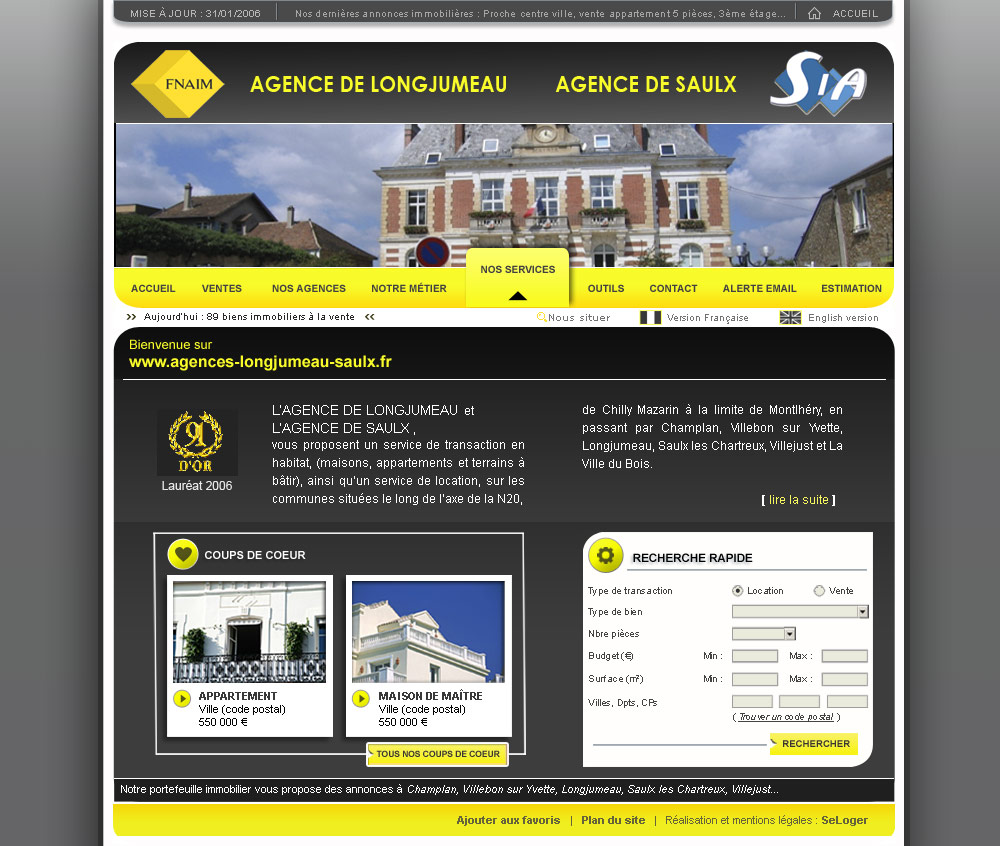 MISE À JOUR : 31/01/2006
Nos dernières annonces immobilières : Proche centre ville, vente appartement 5 pièces, 3ème étage...
ACCUEIL
FNAIM
AGENCE DE LONGJUMEAU
AGENCE DE SAULX
SIA
ACCUEIL
VENTES
NOS AGENCES
NOTRE MÉTIER
NOS SERVICES
OUTILS
CONTACT
ALERTE EMAIL
ESTIMATION
Aujourd'hui : 89 biens immobiliers à la vente
Nous situer
Version Française
English version
Bienvenue sur
www.agences-longjumeau-saulx.fr
D'OR
Lauréat 2006
L'AGENCE DE LONGJUMEAU et
L'AGENCE DE SAULX ,
vous proposent un service de transaction en
habitat, (maisons, appartements et terrains à
bâtir), ainsi qu'un service de location, sur les
communes situées le long de l'axe de la N20,
de Chilly Mazarin à la limite de Montlhéry, en
passant par Champlan, Villebon sur Yvette,
Longjumeau, Saulx les Chartreux, Villejust et La
Ville du Bois.
[ lire la suite ]
COUPS DE COEUR
APPARTEMENT
Ville (code postal)
550 000 €
MAISON DE MAÎTRE
Ville (code postal)
550 000 €
TOUS NOS COUPS DE COEUR
RECHERCHE RAPIDE
Type de transaction
Location
Vente
Type de bien
Nbre pièces
Budget (€)
Min :
Max :
Surface (m²)
Min :
Max :
Villes, Dpts, CPs
( Trouver un code postal )
RECHERCHER
Notre portefeuille immobilier vous propose des annonces à Champlan, Villebon sur Yvette, Longjumeau, Saulx les Chartreux, Villejust...
Ajouter aux favoris | Plan du site | Réalisation et mentions légales : SeLoger